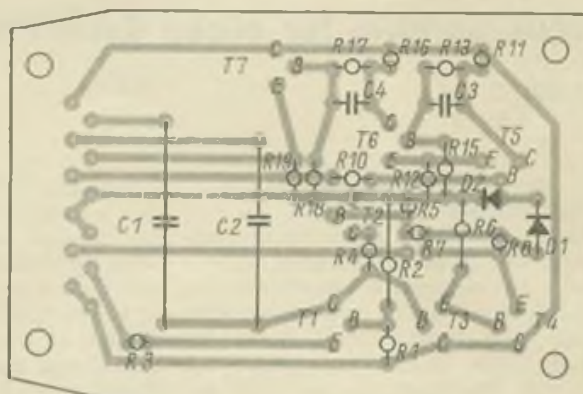 C R17 R16 R13 R11
T7 B B
C4 C3
E C
T6 B R15 T5
E E C
R19 R10 R12 D2 B
R18 B T2 R5
C1 C2 C R7 R6 D1
R4 R2 R8
C E E
T1 B B T3 B T4
E R1 C C
R3